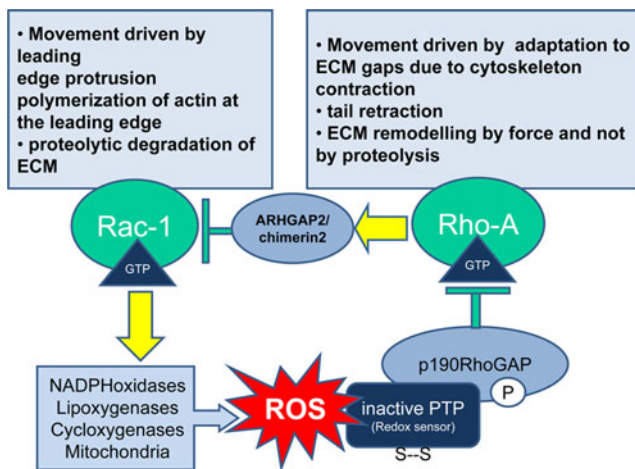 • Movement driven by
leading
edge protrusion
polymerization of actin at
the leading edge
• proteolytic degradation of
ECM
• Movement driven by  adaptation to
ECM gaps due to cytoskeleton
contraction
• tail retraction
• ECM remodelling by force and not
by proteolysis
Rac-1
GTP
ARHGAP2/
chimerin2
Rho-A
GTP
p190RhoGAP
P
NADPHoxidases
Lipoxygenases
Cycloxygenases
Mitochondria
ROS
inactive PTP
(Redox sensor)
S--S